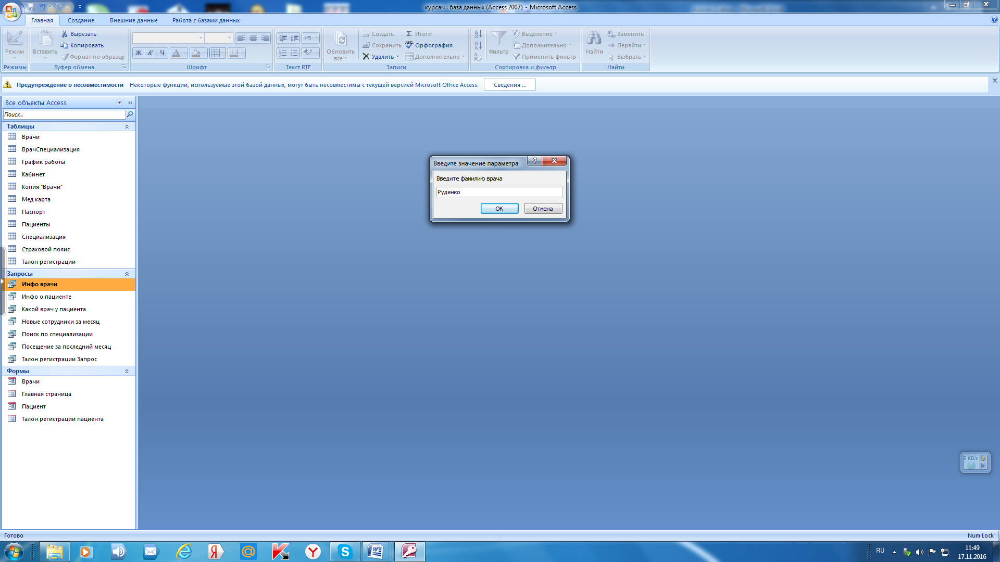 курсач : база данных (Access 2007) - Microsoft Access
Главная Создание Внешние данные Работа с базами данных
Режим
Режимы
Вставить
Вырезать
Копировать
Формат по образцу
Буфер обмена
Ж К Ч
Шрифт
Текст RTF
Обновить все
Создать
Сохранить
Удалить
Итоги
Орфография
Дополнительно
Записи
Фильтр
Выделение
Дополнительно
Применить фильтр
Сортировка и фильтр
Найти
Заменить
Перейти
Выбрать
Найти
Предупреждение о несовместимости Некоторые функции, используемые этой базой данных, могут быть несовместимы с текущей версией Microsoft Office Access. Сведения ...
Все объекты Access
Поиск...
Таблицы
Врачи
ВрачСпециализация
График работы
Кабинет
Копия "Врачи"
Мед карта
Паспорт
Пациенты
Специализация
Страховой полис
Талон регистрации
Запросы
Инфо врачи
Инфо о пациенте
Какой врач у пациента
Новые сотрудники за месяц
Поиск по специализации
Посещение за последний месяц
Талон регистрации Запрос
Формы
Врачи
Главная страница
Пациент
Талон регистрации пациента
Введите значение параметра
Введите фамилию врача
Руденко
ОК Отмена
5 KB/s
Готово
Num Lock
RU
11:49
17.11.2016